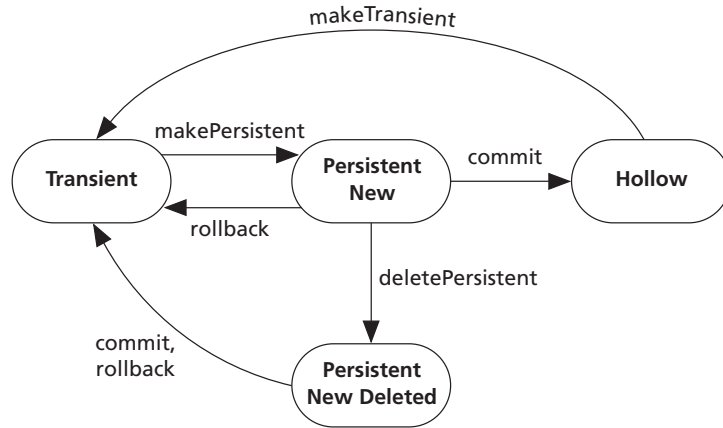 makeTransient
makePersistent
Transient
Persistent
New
commit
Hollow
rollback
deletePersistent
commit,
rollback
Persistent
New Deleted